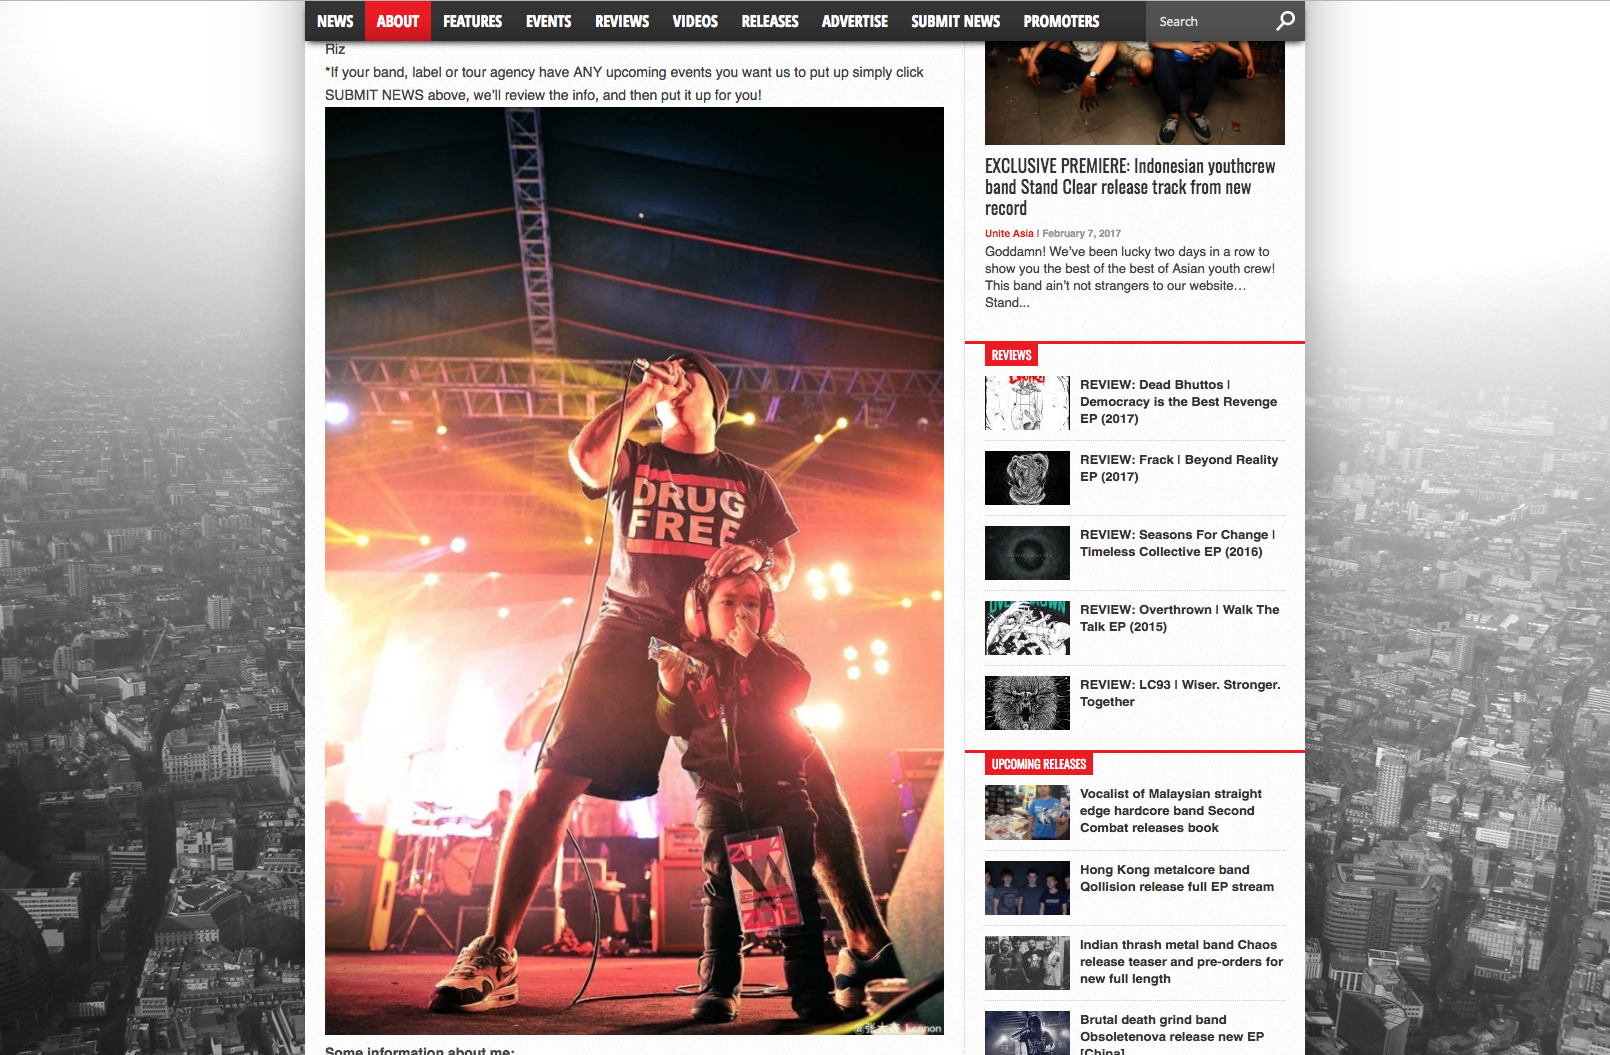 NEWS ABOUT FEATURES EVENTS REVIEWS VIDEOS RELEASES ADVERTISE SUBMIT NEWS PROMOTERS Search
Riz
*If your band, label or tour agency have ANY upcoming events you want us to put up simply click
SUBMIT NEWS above, we'll review the info, and then put it up for you!
DRUG
FREE
Lennon
Some information about me:
EXCLUSIVE PREMIERE: Indonesian youthcrew
band Stand Clear release track from new
record
Unite Asia | February 7, 2017
Goddamn! We've been lucky two days in a row to
show you the best of the best of Asian youth crew!
This band ain't not strangers to our website…
Stand...
REVIEWS
REVIEW: Dead Bhuttos |
Democracy is the Best Revenge
EP (2017)
REVIEW: Frack | Beyond Reality
EP (2017)
REVIEW: Seasons For Change |
Timeless Collective EP (2016)
REVIEW: Overthrown | Walk The
Talk EP (2015)
REVIEW: LC93 | Wiser. Stronger.
Together
UPCOMING RELEASES
Vocalist of Malaysian straight
edge hardcore band Second
Combat releases book
Hong Kong metalcore band
Qollision release full EP stream
Indian thrash metal band Chaos
release teaser and pre-orders for
new full length
Brutal death grind band
Obsoletenova release new EP
[China]